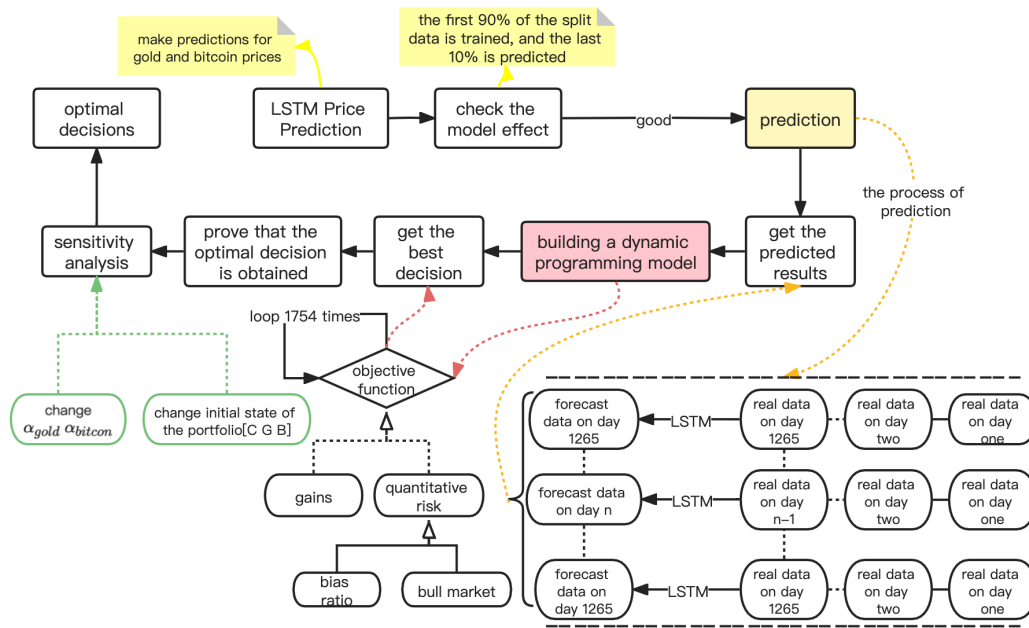 make predictions for
gold and bitcoin prices
the first 90% of the split
data is trained, and the last
10% is predicted
optimal
decisions
LSTM Price
Prediction
check the
model effect
good
prediction
the process of
prediction
sensitivity
analysis
prove that the
optimal decision
is obtained
get the
best
decision
building a dynamic
programming model
get the
predicted
results
loop 1754 times
objective
function
change
α_gold α_bitcon
change initial state of
the portfolio[C G B]
gains
quantitative
risk
bias
ratio
bull market
forecast
data on day
1265
LSTM
real data
on day
1265
real data
on day
two
real data
on day
one
forecast data
on day n
LSTM
real data
on day
n-1
real data
on day
two
real data
on day
one
forecast
data on
day 1265
LSTM
real data
on day
1265
real data
on day
two
real data
on day
one